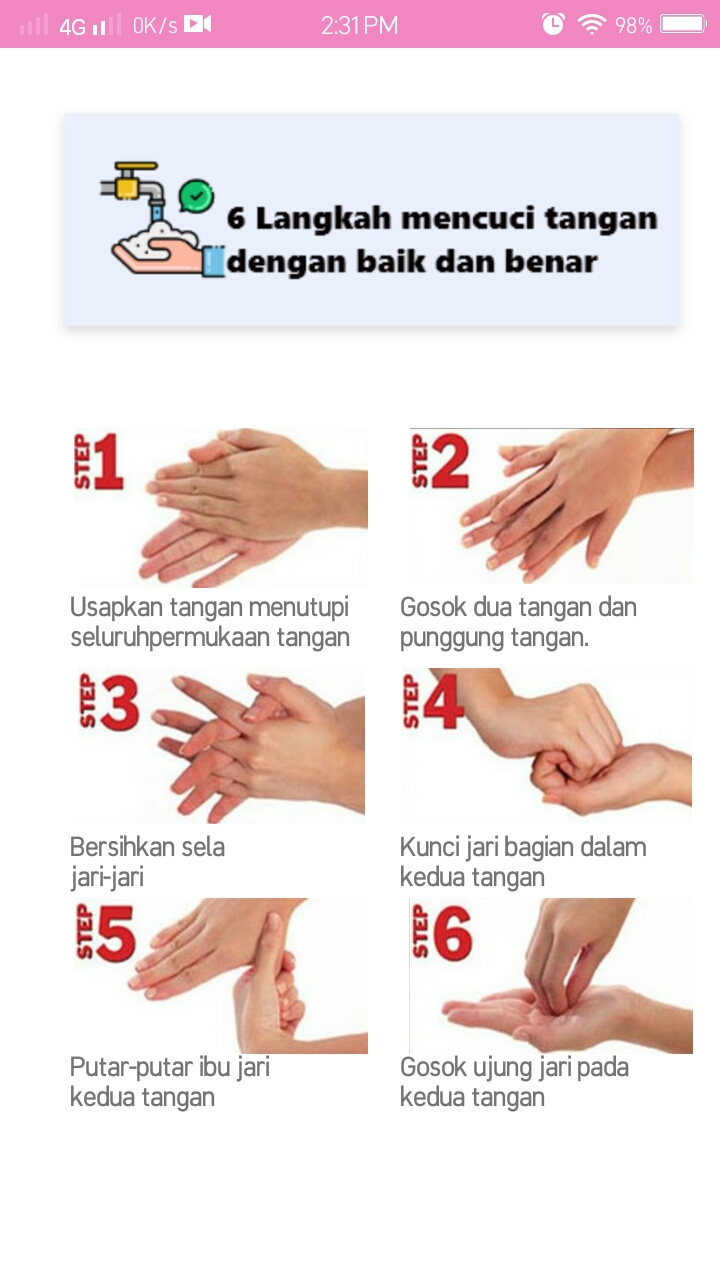 4G 0K/s 2:31 PM 98%
6 Langkah mencuci tangan
dengan baik dan benar
STEP 1
Usapkan tangan menutupi
seluruhpermukaan tangan
STEP 2
Gosok dua tangan dan
punggung tangan.
STEP 3
Bersihkan sela
jari-jari
STEP 4
Kunci jari bagian dalam
kedua tangan
STEP 5
Putar-putar ibu jari
kedua tangan
STEP 6
Gosok ujung jari pada
kedua tangan